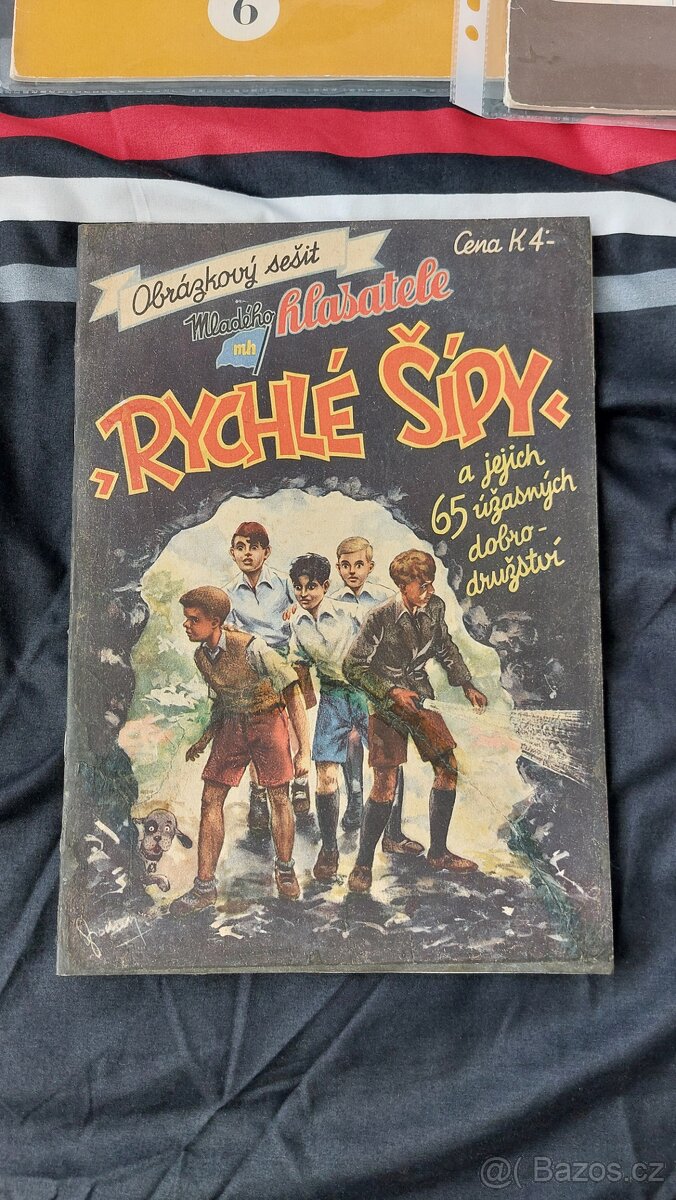 6
Obrázkový sešit
Cena K 4:-
Mladého hlasatele
mh
„RYCHLÉ ŠÍPY“
a jejich
65 úžasných
dobro-
družství
@( Bazos.cz